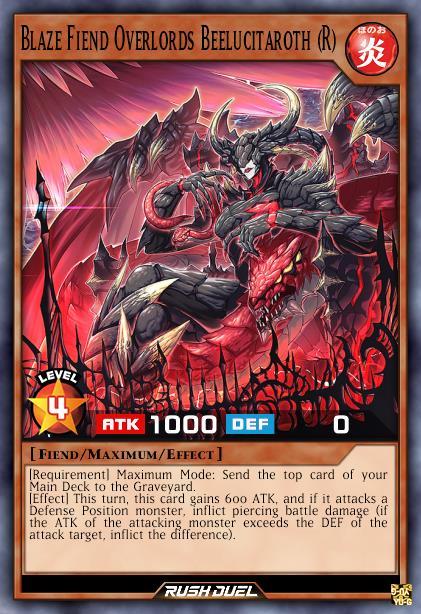 Blaze Fiend Overlords Beelucitaroth (R)
ほのお
炎
LEVEL
4
ATK 1000 DEF 0
[Fiend/Maximum/Effect]
[Requirement] Maximum Mode: Send the top card of your
Main Deck to the Graveyard.
[Effect] This turn, this card gains 600 ATK, and if it attacks a
Defense Position monster, inflict piercing battle damage (if
the ATK of the attacking monster exceeds the DEF of the
attack target, inflict the difference).
RUSH DUEL